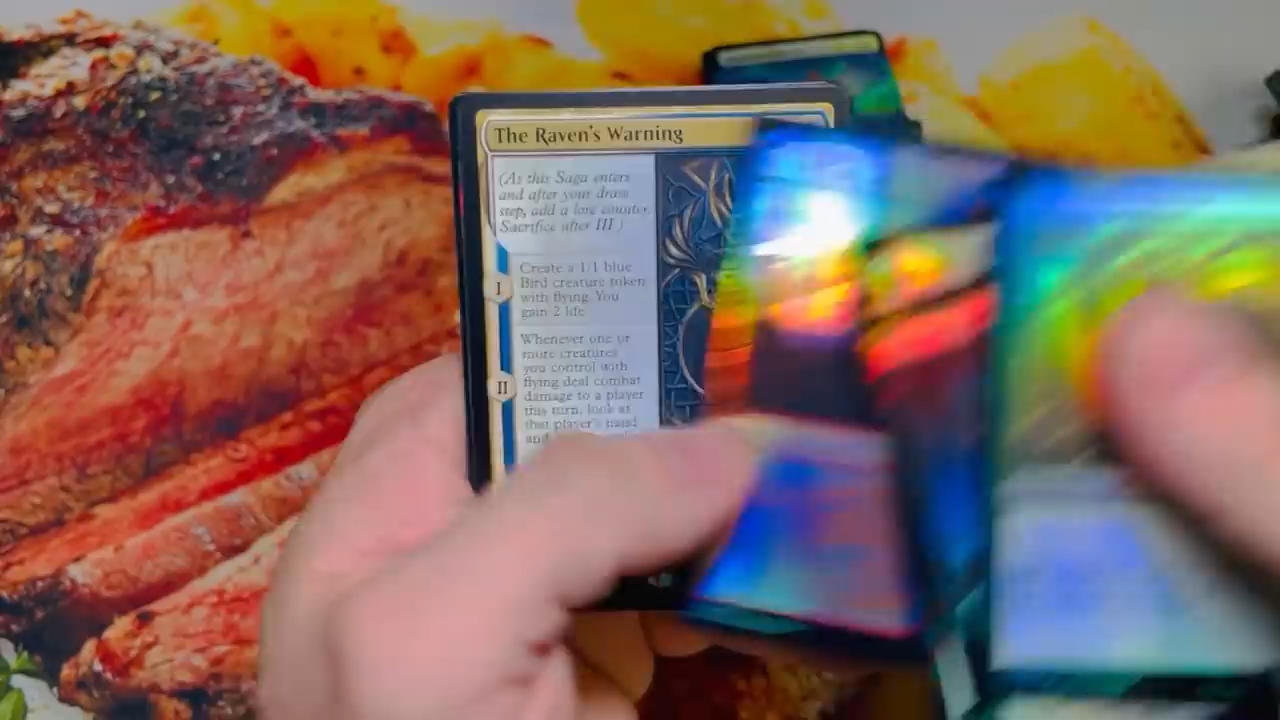 The Raven's Warning
(As this Saga enters
and after your draw
step, add a lore counter.
Sacrifice after III.)
I
Create a 1/1 blue
Bird creature token
with flying. You
gain 2 life.
II
Whenever one or
more creatures
you control with
flying deal combat
damage to a player
this turn, look at
that player's hand
and